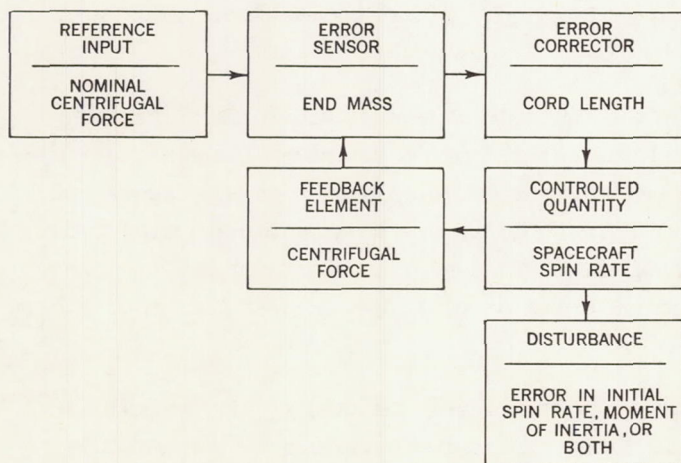 REFERENCE
INPUT
NOMINAL
CENTRIFUGAL
FORCE
ERROR
SENSOR
END MASS
ERROR
CORRECTOR
CORD LENGTH
FEEDBACK
ELEMENT
CENTRIFUGAL
FORCE
CONTROLLED
QUANTITY
SPACECRAFT
SPIN RATE
DISTURBANCE
ERROR IN INITIAL
SPIN RATE, MOMENT
OF INERTIA, OR
BOTH